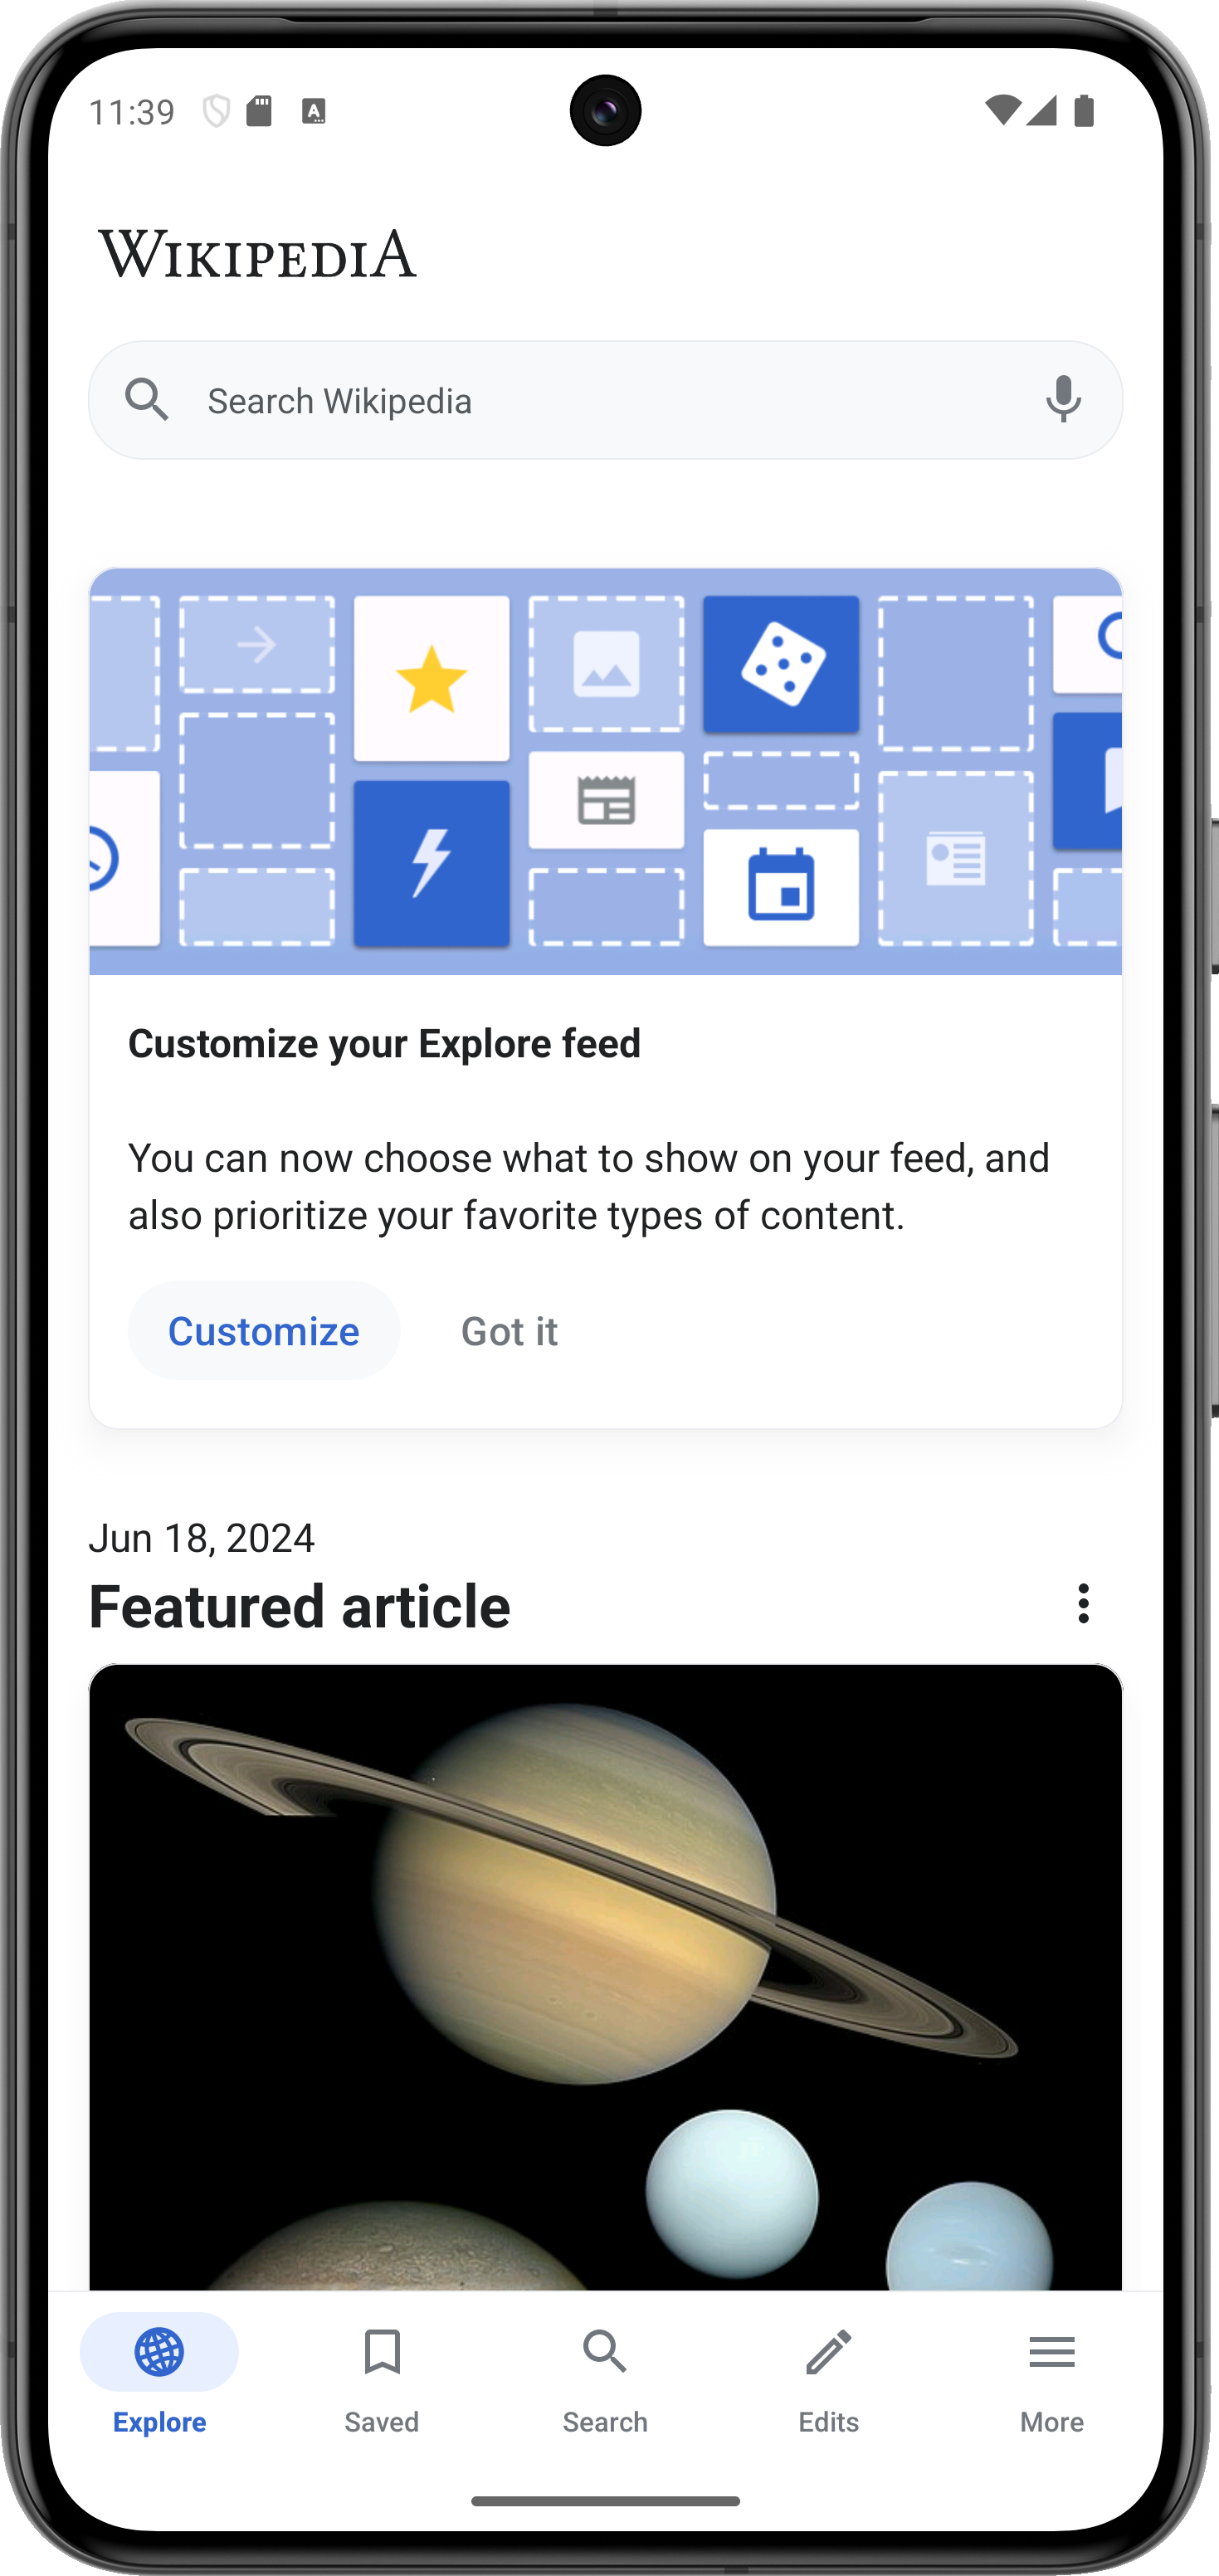 11:39
WIKIPEDIA
Search Wikipedia
Customize your Explore feed
You can now choose what to show on your feed, and
also prioritize your favorite types of content.
Customize Got it
Jun 18, 2024
Featured article
Explore Saved Search Edits More